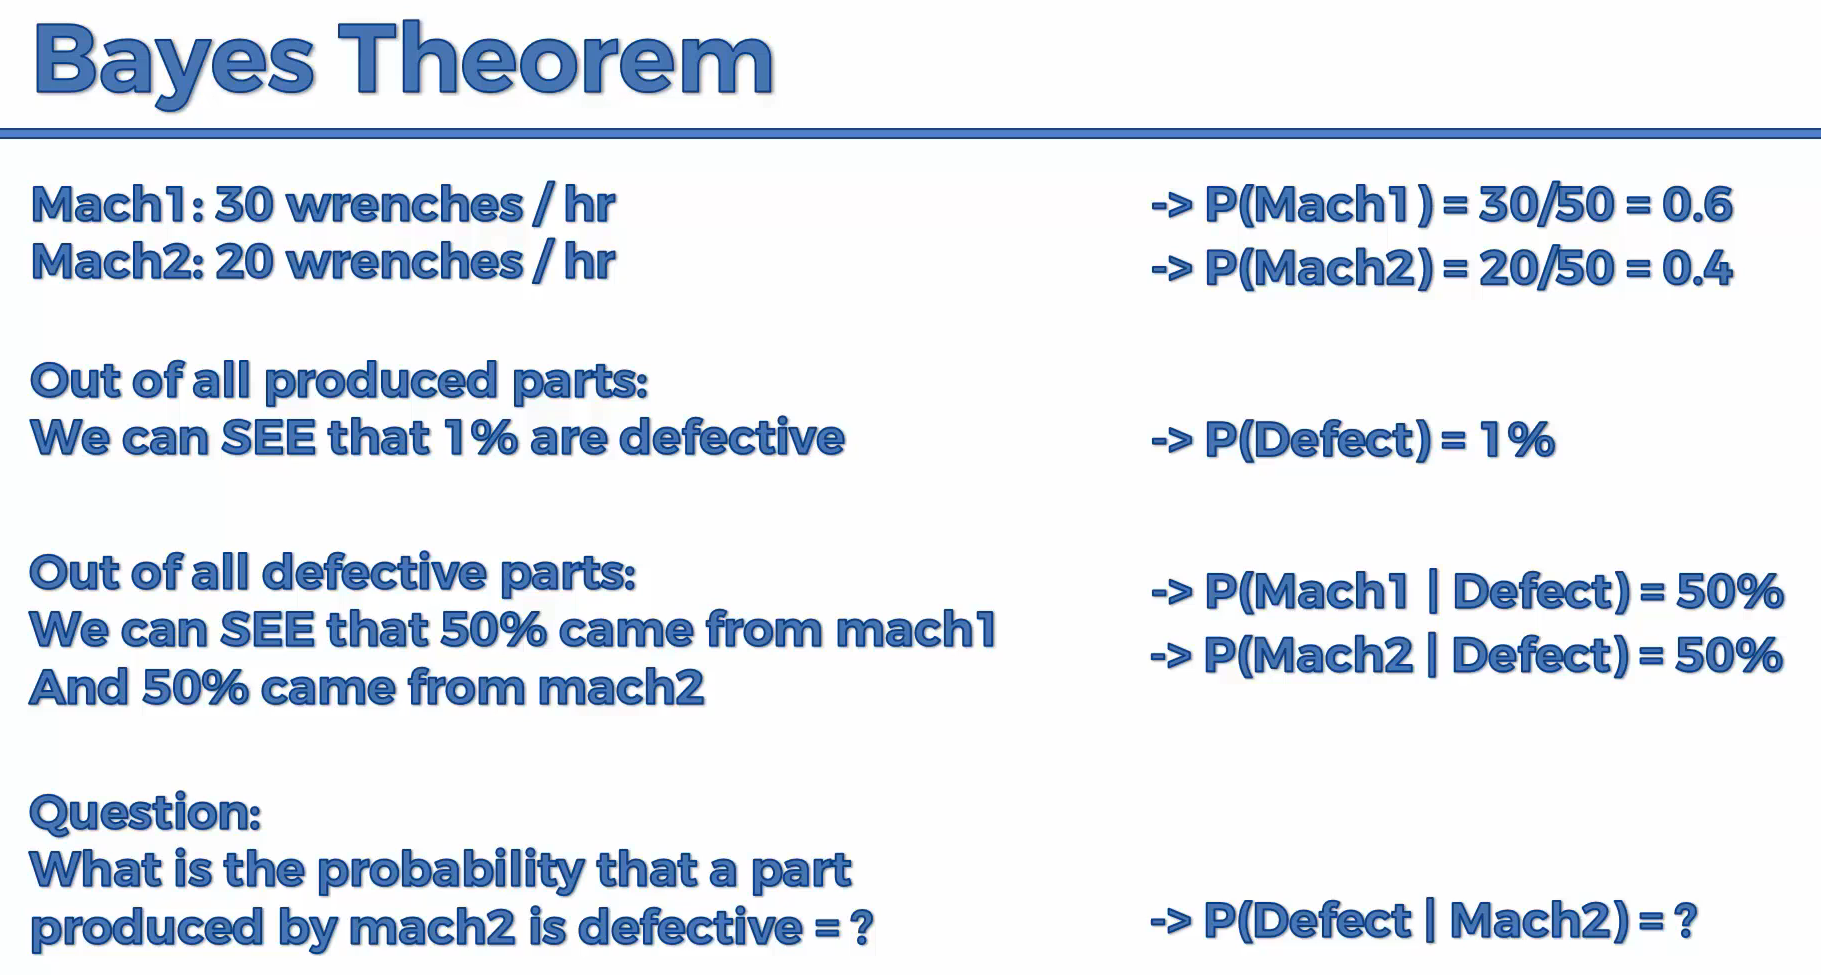 Bayes Theorem
Mach1: 30 wrenches / hr
-> P(Mach1) = 30/50 = 0.6
Mach2: 20 wrenches / hr
-> P(Mach2) = 20/50 = 0.4
Out of all produced parts:
We can SEE that 1% are defective
-> P(Defect) = 1%
Out of all defective parts:
We can SEE that 50% came from mach1
And 50% came from mach2
-> P(Mach1 | Defect) = 50%
-> P(Mach2 | Defect) = 50%
Question:
What is the probability that a part
produced by mach2 is defective = ?
-> P(Defect | Mach2) = ?